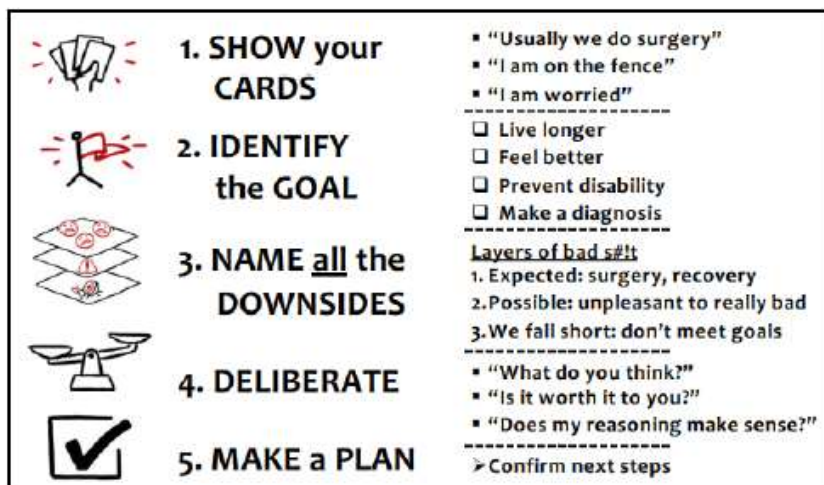 1. SHOW your
CARDS
▪ “Usually we do surgery”
▪ “I am on the fence”
▪ “I am worried”
2. IDENTIFY
the GOAL
❑ Live longer
❑ Feel better
❑ Prevent disability
❑ Make a diagnosis
3. NAME all the
DOWNSIDES
Layers of bad s#!t
1. Expected: surgery, recovery
2.Possible: unpleasant to really bad
3.We fall short: don’t meet goals
4. DELIBERATE
▪ “What do you think?”
▪ “Is it worth it to you?”
▪ “Does my reasoning make sense?”
5. MAKE a PLAN
➢Confirm next steps